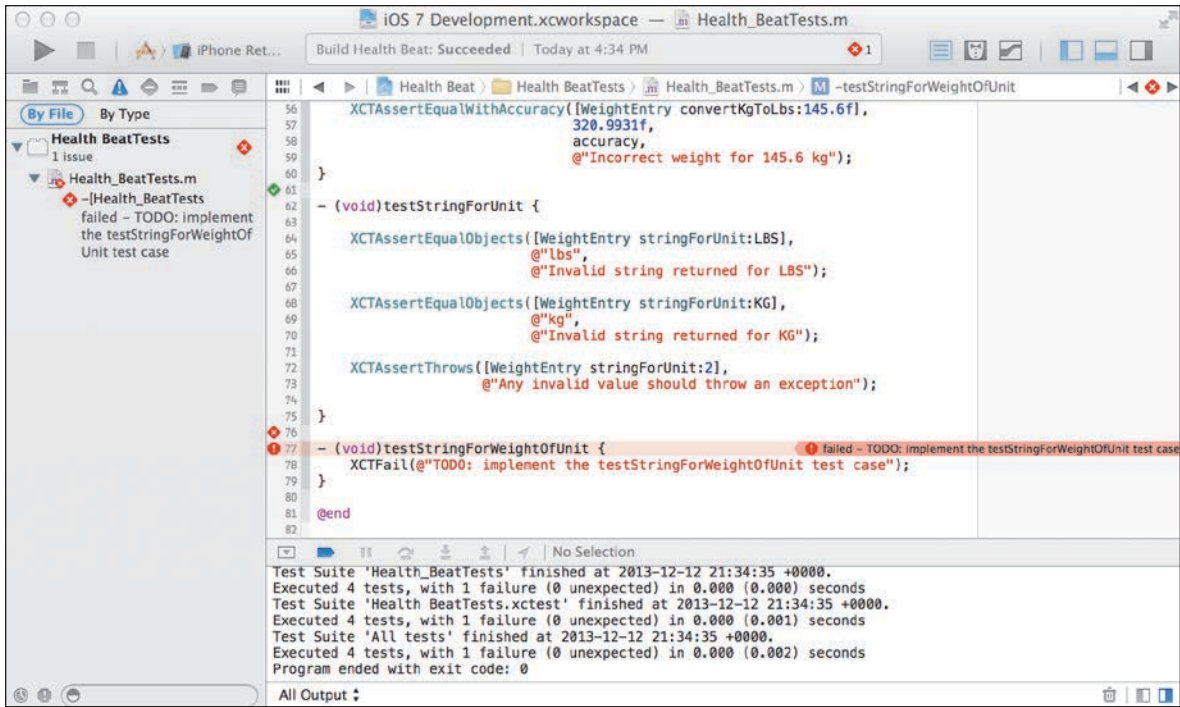 iOS 7 Development.xcworkspace — Health_BeatTests.m
iPhone Ret...
Build Health Beat: Succeeded | Today at 4:34 PM
1
Health Beat
Health BeatTests
Health_BeatTests.m
M -testStringForWeightOfUnit
By File
By Type
Health BeatTests
1 issue
Health_BeatTests.m
-[Health_BeatTests
failed – TODO: implement
the testStringForWeightOf
Unit test case
56 XCTAssertEqualWithAccuracy([WeightEntry convertKgToLbs:145.6f],
57 320.9931f,
58 accuracy,
59 @"Incorrect weight for 145.6 kg");
60 }
61
62 - (void)testStringForUnit {
63
64 XCTAssertEqualObjects([WeightEntry stringForUnit:LBS],
65 @"lbs",
66 @"Invalid string returned for LBS");
67
68 XCTAssertEqualObjects([WeightEntry stringForUnit:KG],
69 @"kg",
70 @"Invalid string returned for KG");
71
72 XCTAssertThrows([WeightEntry stringForUnit:2],
73 @"Any invalid value should throw an exception");
74
75 }
76
77 - (void)testStringForWeightOfUnit { failed – TODO: implement the testStringForWeightOfUnit test case
78 XCTFail(@"TODO: implement the testStringForWeightOfUnit test case");
79 }
80
81 @end
82
No Selection
Test Suite 'Health_BeatTests' finished at 2013-12-12 21:34:35 +0000.
Executed 4 tests, with 1 failure (0 unexpected) in 0.000 (0.000) seconds
Test Suite 'Health BeatTests.xctest' finished at 2013-12-12 21:34:35 +0000.
Executed 4 tests, with 1 failure (0 unexpected) in 0.000 (0.001) seconds
Test Suite 'All tests' finished at 2013-12-12 21:34:35 +0000.
Executed 4 tests, with 1 failure (0 unexpected) in 0.000 (0.002) seconds
Program ended with exit code: 0
All Output